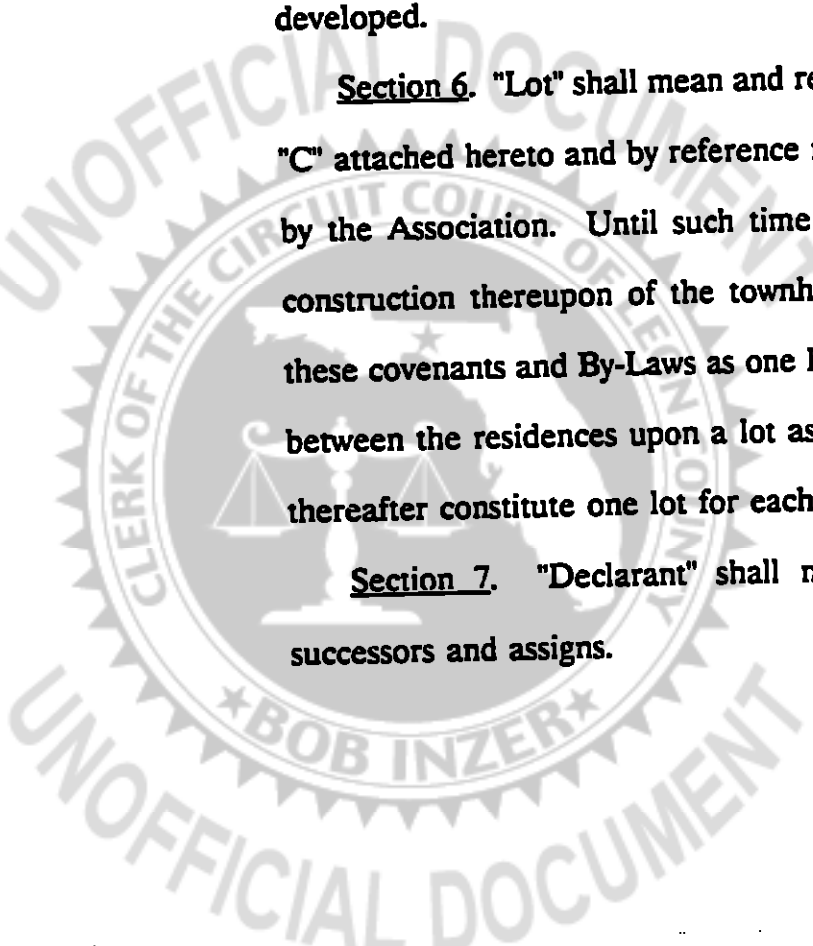 developed.
Section 6. "Lot" shall mean and
"C" attached hereto and by reference
by the Association. Until such time
construction thereupon of the
these covenants and By-Laws as one
between the residences upon a lot
thereafter constitute one lot for each
Section 7. "Declarant" shall
successors and assigns.
UNOFFICIAL DOCUMENT
CLERK OF THE CIRCUIT COURT OF LEON COUNTY
★BOB INZER★
UNOFFICIAL DOCUMENT